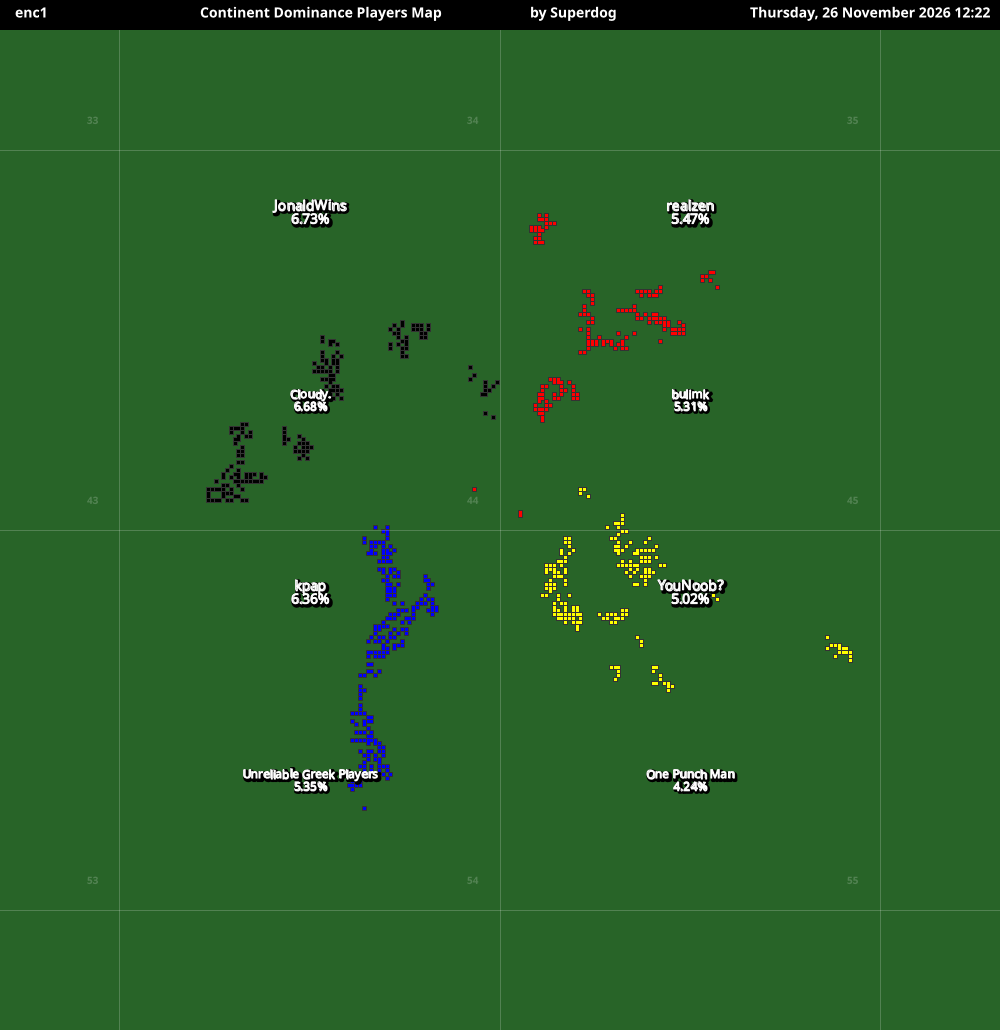 enc1 Continent Dominance Players Map by Superdog Thursday, 26 November 2026 12:22
33 34 35
JonaldWins realzen
6.73% 5.47%
Cloudy. bullmk
6.68% 5.31%
43 44 45
kpap YouNoob?
6.36% 5.02%
Unreliable Greek Players One Punch Man
5.35% 4.24%
53 54 55